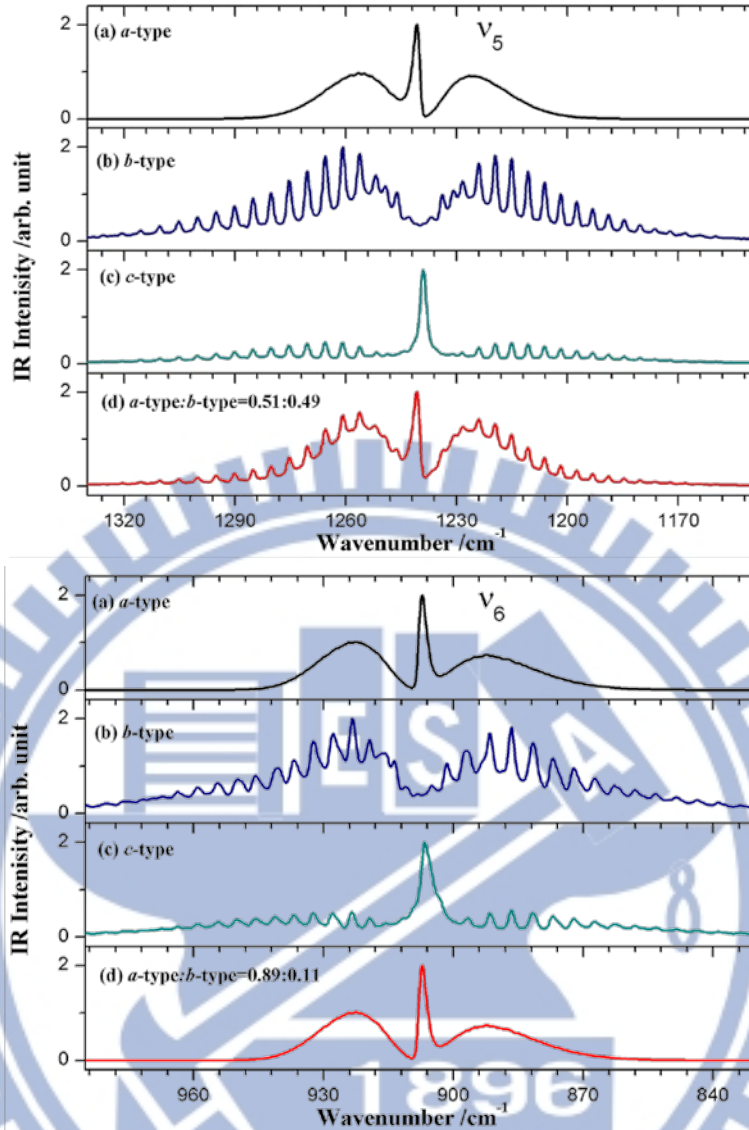 (a) a-type
ν5
2
0
(b) b-type
2
0
(c) c-type
2
0
(d) a-type:b-type=0.51:0.49
2
0
IR Intenisity /arb. unit
1320 1290 1260 1230 1200 1170
Wavenumber /cm-1
(a) a-type
ν6
2
0
(b) b-type
2
0
(c) c-type
2
0
(d) a-type:b-type=0.89:0.11
2
0
IR Intenisity /arb. unit
960 930 900 870 840
Wavenumber /cm-1
E S A
8
1896